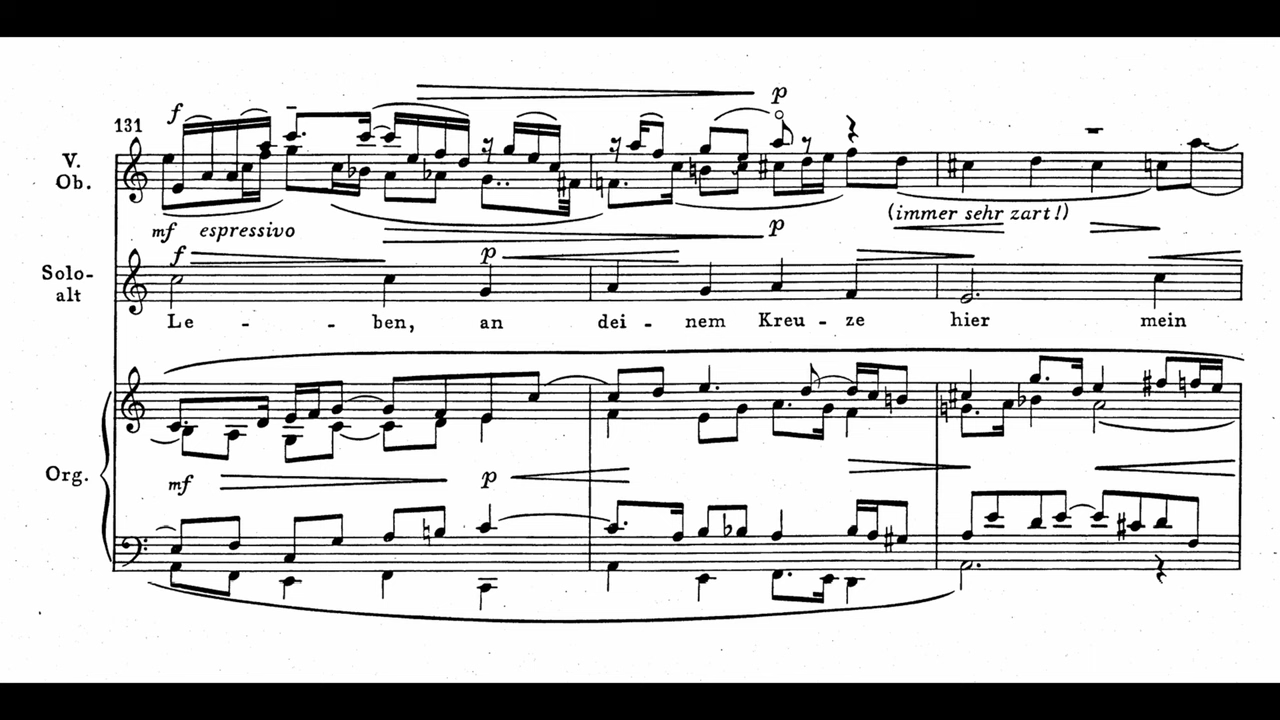 f p
131
V.
Ob.
mf espressivo p (immer sehr zart!)
f p
Solo-
alt
Le - - ben, an dei - nem Kreu - ze hier mein
Org.
mf p